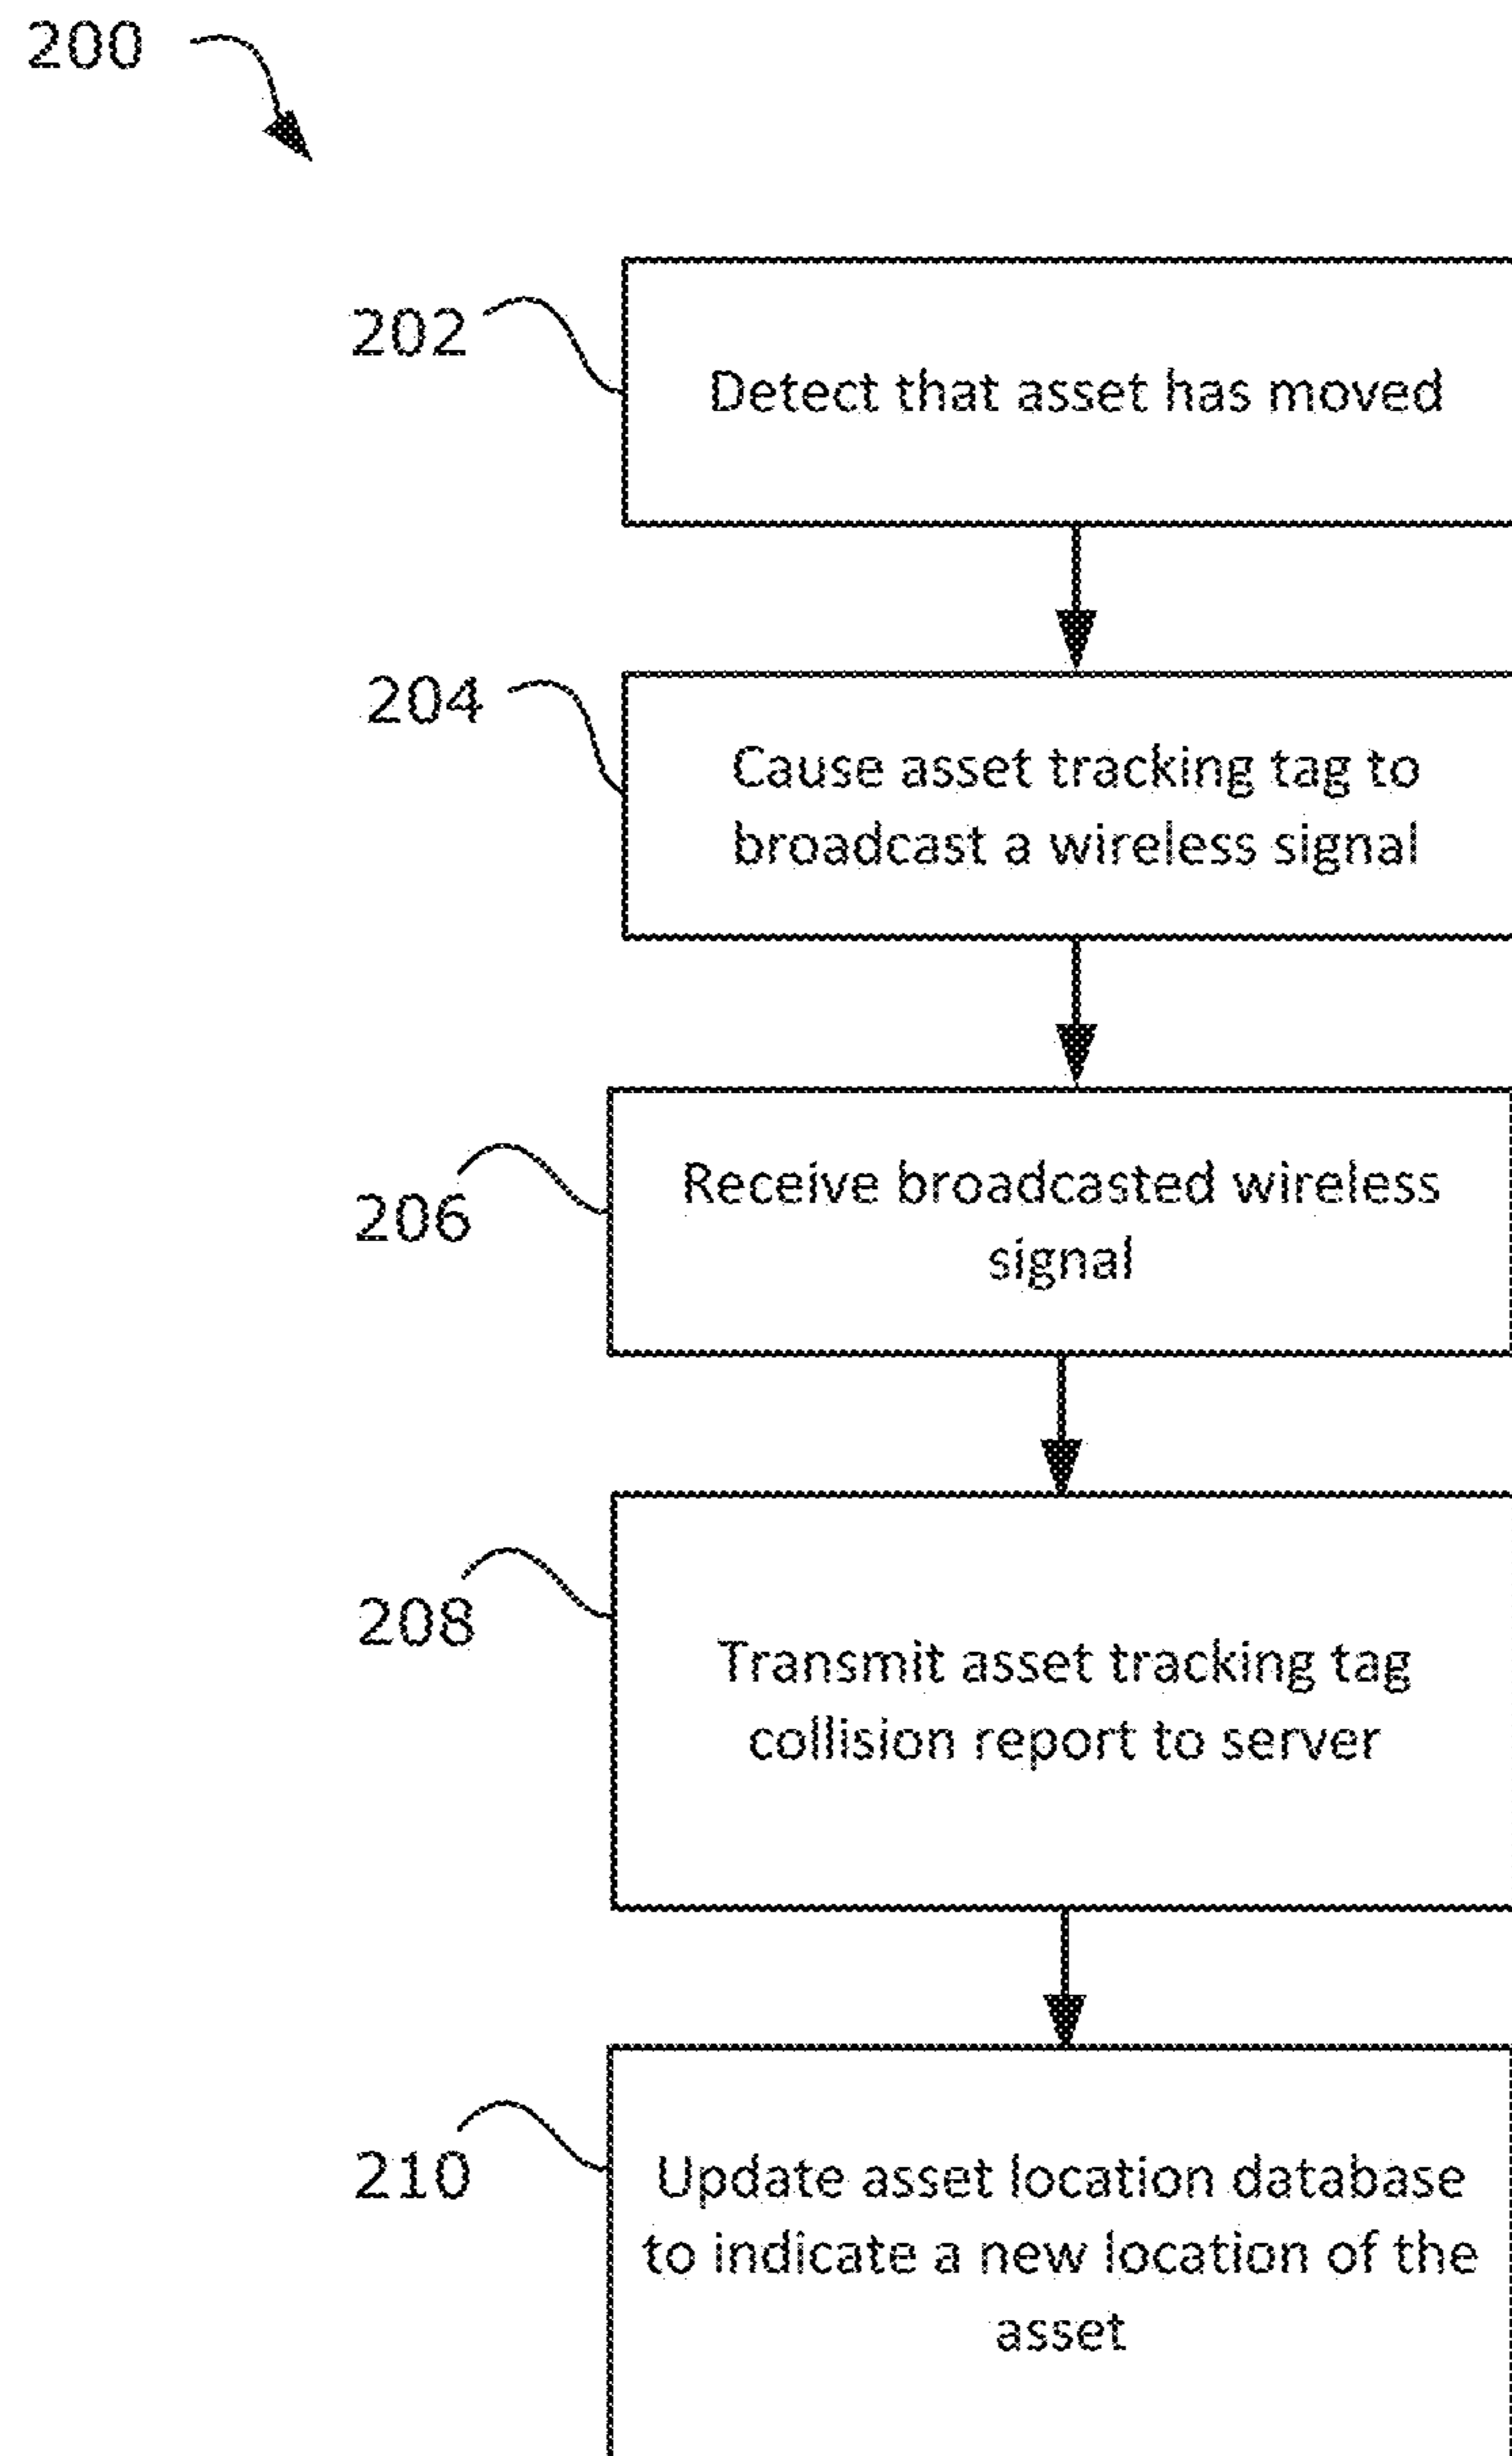 200
202
Detect that asset has moved
204
Cause asset tracking tag to
broadcast a wireless signal
206
Receive broadcasted wireless
signal
208
Transmit asset tracking tag
collision report to server
210
Update asset location database
to indicate a new location of the
asset